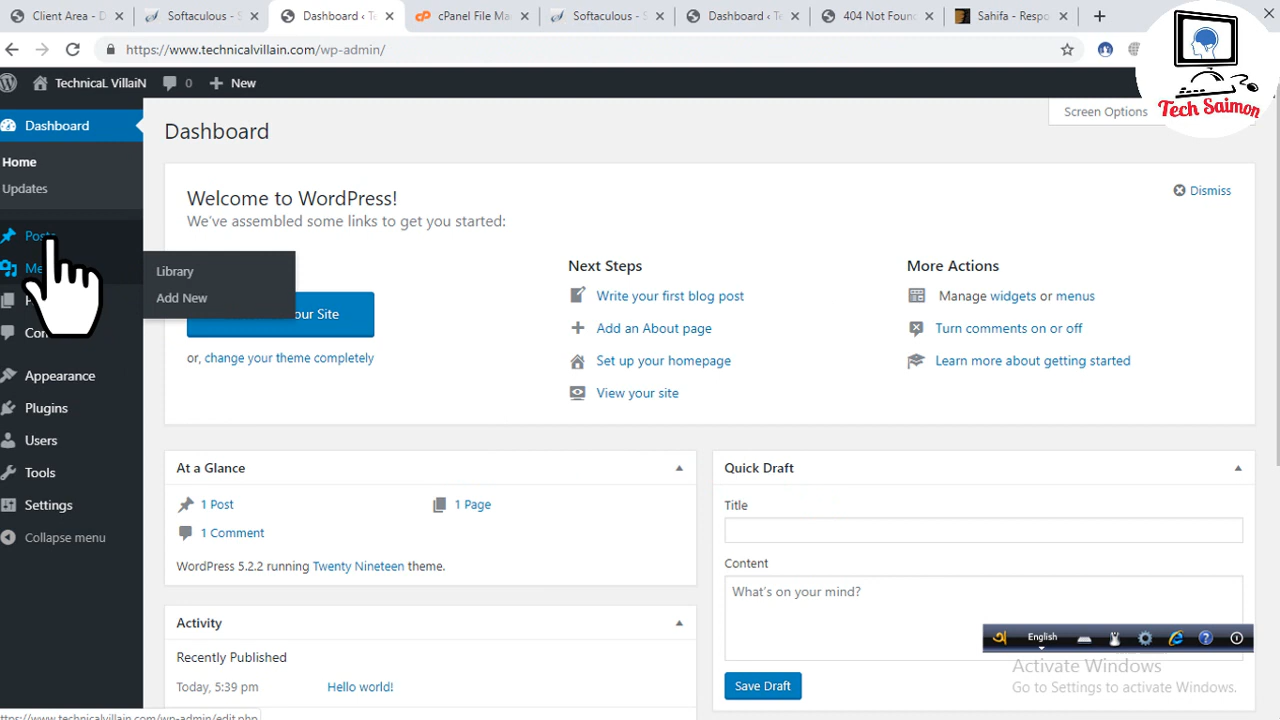 Client Area - D
Softaculous - S
Dashboard ‹ T
cPanel File Ma
Softaculous - S
Dashboard ‹ Te
404 Not Foun
Sahifa - Respo
https://www.technicalvillain.com/wp-admin/
TechnicaL VillaiN
0
New
Tech Saimon
Dashboard
Home
Updates
Posts
Library
Add New
Appearance
Plugins
Users
Tools
Settings
Collapse menu
Dashboard
Screen Options
Welcome to WordPress!
We've assembled some links to get you started:
Dismiss
our Site
or, change your theme completely
Next Steps
Write your first blog post
Add an About page
Set up your homepage
View your site
More Actions
Manage widgets or menus
Turn comments on or off
Learn more about getting started
At a Glance
1 Post
1 Page
1 Comment
WordPress 5.2.2 running Twenty Nineteen theme.
Activity
Recently Published
Today, 5:39 pm
Hello world!
Quick Draft
Title
Content
What's on your mind?
Save Draft
অ
English
Activate Windows
Go to Settings to activate Windows.
https://www.technicalvillain.com/wp-admin/edit.php